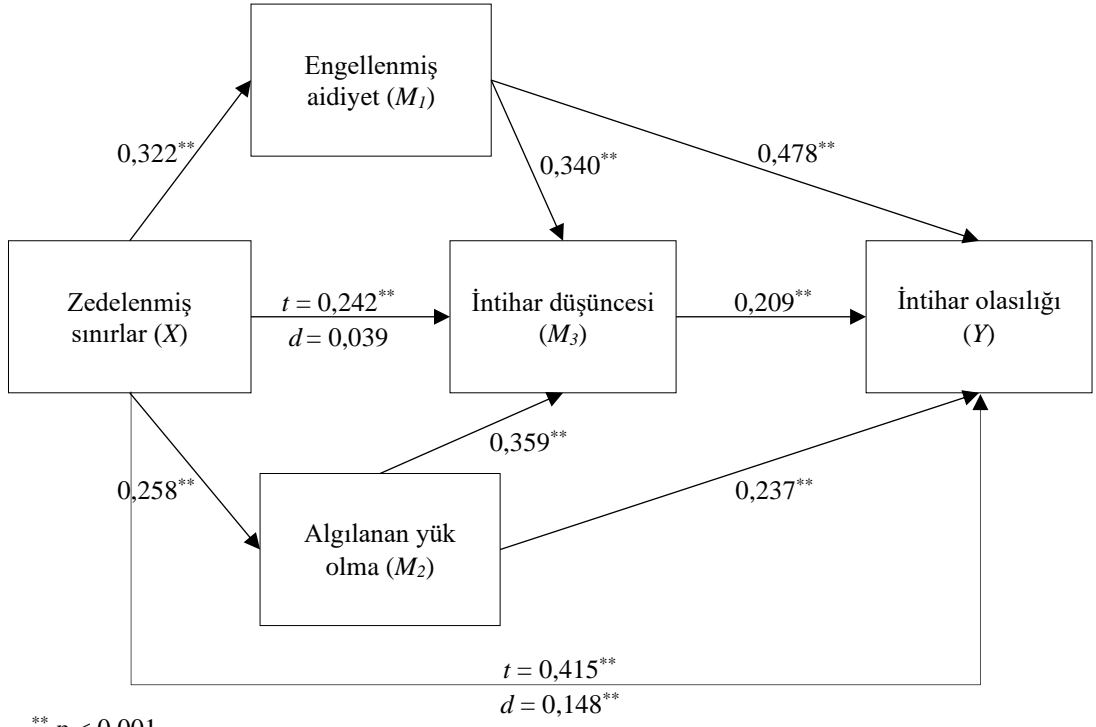 Engellenmiş
aidiyet (M1)
0,322**
0,340**
0,478**
Zedelenmiş
sınırlar (X)
t = 0,242**
d = 0,039
İntihar düşüncesi
(M3)
0,209**
İntihar olasılığı
(Y)
0,359**
0,258**
0,237**
Algılanan yük
olma (M2)
t = 0,415**
d = 0,148**
** p < 0,001